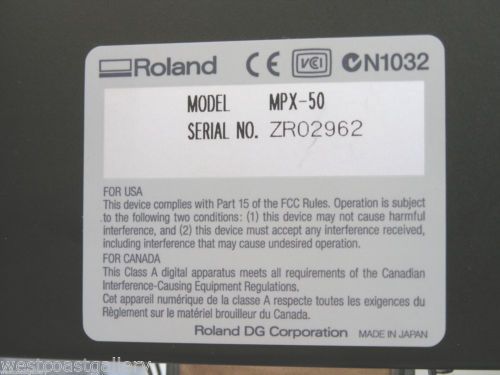 Roland CE VCI N1032
MODEL MPX-50
SERIAL NO. ZR02962
FOR USA
This device complies with Part 15 of the FCC Rules. Operation is subject
to the following two conditions: (1) this device may not cause harmful
interference, and (2) this device must accept any interference received,
including interference that may cause undesired operation.
FOR CANADA
This Class A digital apparatus meets all requirements of the Canadian
Interference-Causing Equipment Regulations.
Cet appareil numérique de la classe A respecte toutes les exigences du
Règlement sur le matériel brouilleur du Canada.
Roland DG Corporation MADE IN JAPAN
westcoastgallery